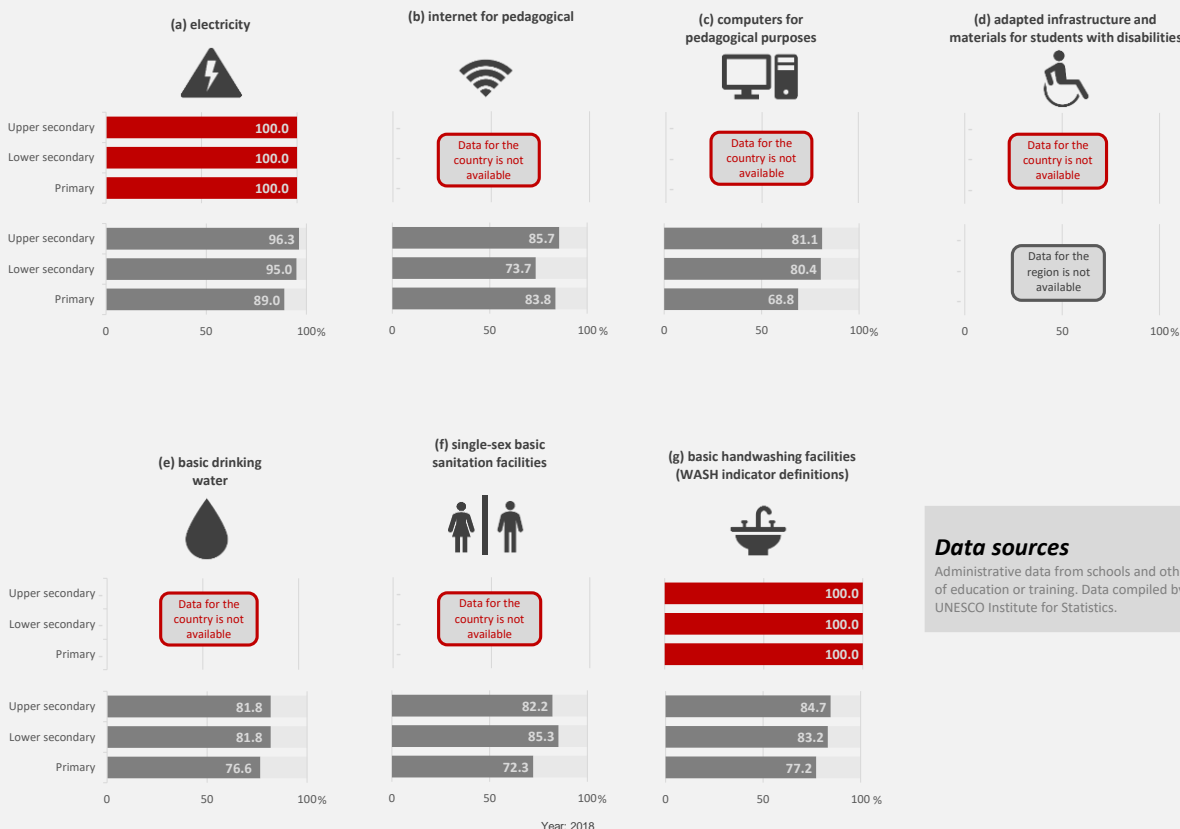 (a) electricity
(b) internet for pedagogical
(c) computers for
pedagogical purposes
(d) adapted infrastructure and
materials for students with disabilities
Upper secondary
100.0
Lower secondary
100.0
Primary
100.0
Data for the
country is not
available
Data for the
country is not
available
Data for the
country is not
available
Upper secondary
96.3
Lower secondary
95.0
Primary
89.0
0
50
100%
85.7
73.7
83.8
0
50
100%
81.1
80.4
68.8
0
50
100%
Data for the
region is not
available
0
50
100%
(e) basic drinking
water
(f) single-sex basic
sanitation facilities
(g) basic handwashing facilities
(WASH indicator definitions)
Upper secondary
Lower secondary
Primary
Data for the
country is not
available
Data for the
country is not
available
100.0
100.0
100.0
Data sources
Administrative data from schools and oth
of education or training. Data compiled by
UNESCO Institute for Statistics.
Upper secondary
81.8
Lower secondary
81.8
Primary
76.6
0
50
100%
82.2
85.3
72.3
0
50
100%
84.7
83.2
77.2
0
50
100 %
Year: 2018